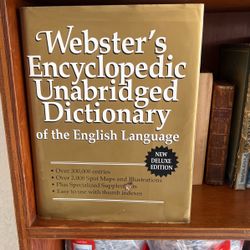 Webster's
Encyclopedic
Unabridged
Dictionary
of the English Language
NEW
DELUXE
EDITION
• Over 300,000 entries
• Over 2,000 Spot Maps and Illustrations
• Plus Specialized Supplements
• Easy to use with thumb indexes